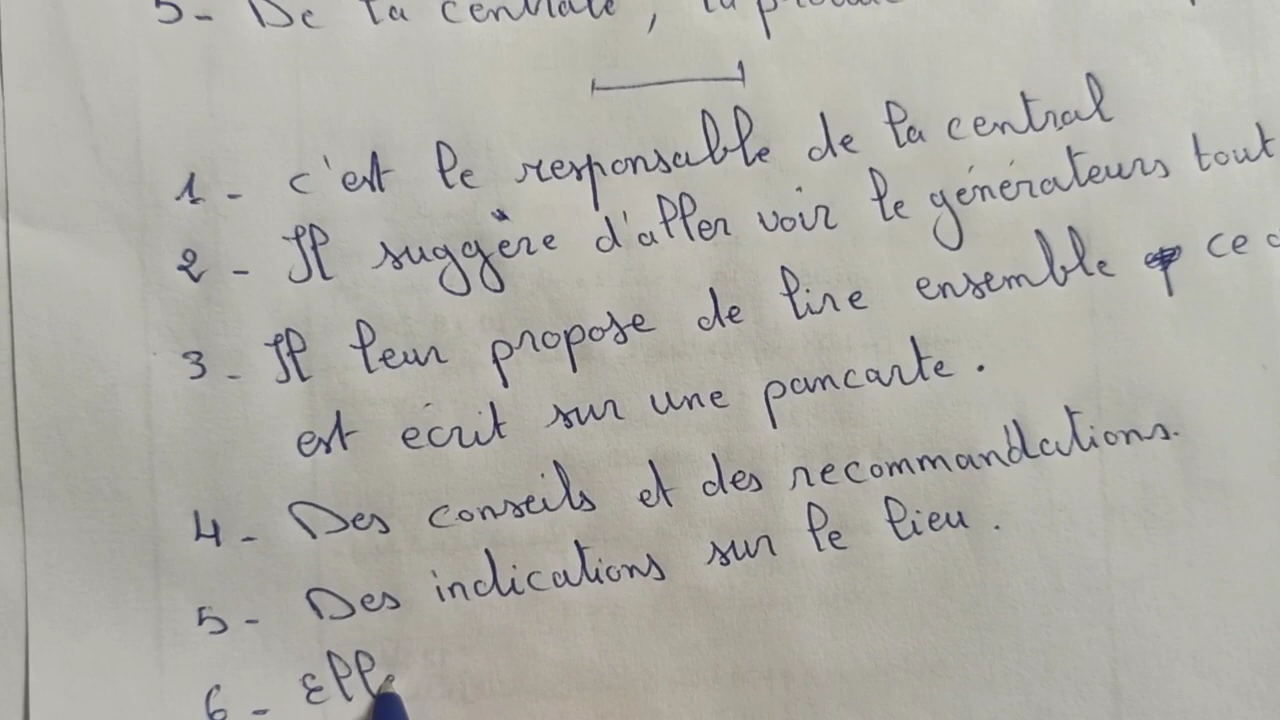 5- De la centrale, la
1- c'est le responsable de la central
2- Il suggère d'aller voir le générateurs tout
3- Il leur propose de lire ensemble ce
est écrit sur une pancarte.
4- Des conseils et des recommandations.
5- Des indications sur le lieu.
6- Elle